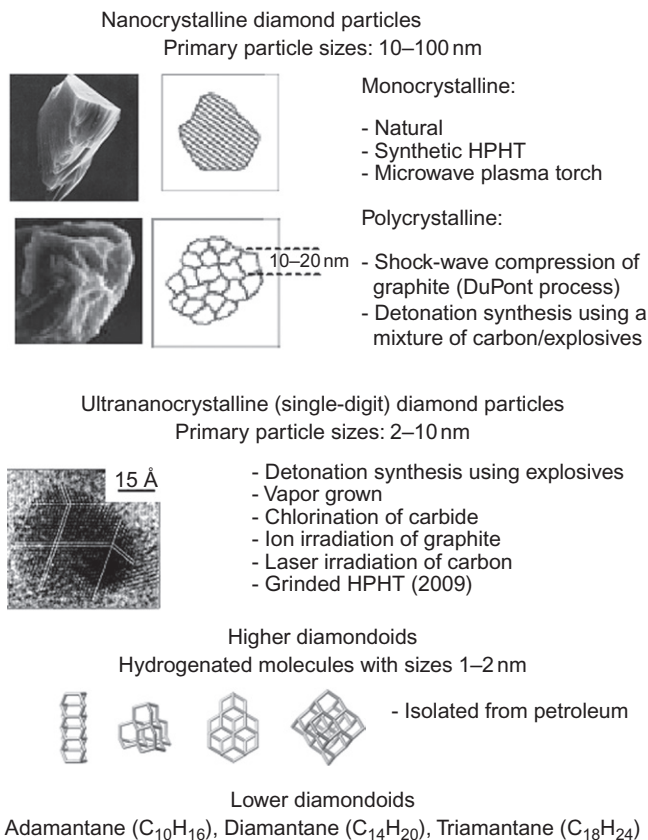 Nanocrystalline diamond particles
Primary particle sizes: 10–100 nm
Monocrystalline:
- Natural
- Synthetic HPHT
- Microwave plasma torch
Polycrystalline:
10–20 nm
- Shock-wave compression of
graphite (DuPont process)
- Detonation synthesis using a
mixture of carbon/explosives
Ultrananocrystalline (single-digit) diamond particles
Primary particle sizes: 2–10 nm
15 Å
- Detonation synthesis using explosives
- Vapor grown
- Chlorination of carbide
- Ion irradiation of graphite
- Laser irradiation of carbon
- Grinded HPHT (2009)
Higher diamondoids
Hydrogenated molecules with sizes 1–2 nm
- Isolated from petroleum
Lower diamondoids
Adamantane (C₁₀H₁₆), Diamantane (C₁₄H₂₀), Triamantane (C₁₈H₂₄)